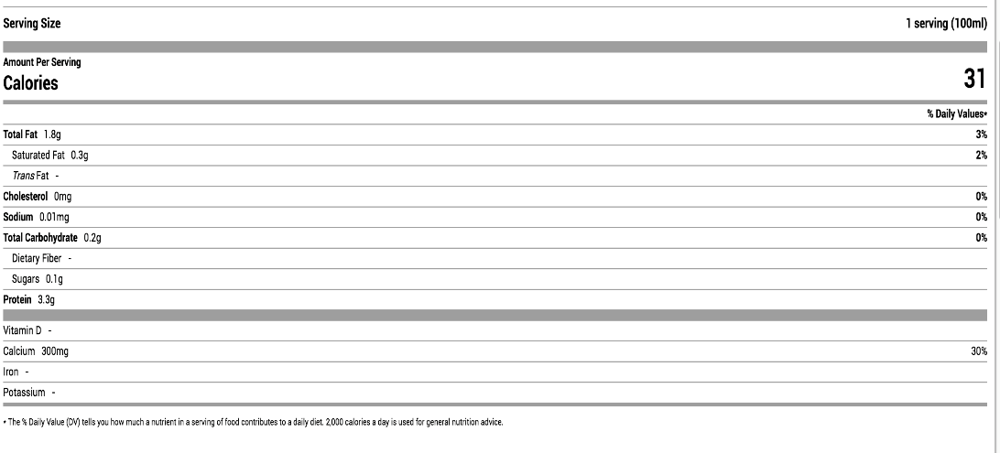 Serving Size 1 serving (100ml)
Amount Per Serving
Calories 31
% Daily Values*
Total Fat 1.8g 3%
Saturated Fat 0.3g 2%
Trans Fat -
Cholesterol 0mg 0%
Sodium 0.01mg 0%
Total Carbohydrate 0.2g 0%
Dietary Fiber -
Sugars 0.1g
Protein 3.3g
Vitamin D -
Calcium 300mg 30%
Iron -
Potassium -
* The % Daily Value (DV) tells you how much a nutrient in a serving of food contributes to a daily diet. 2,000 calories a day is used for general nutrition advice.